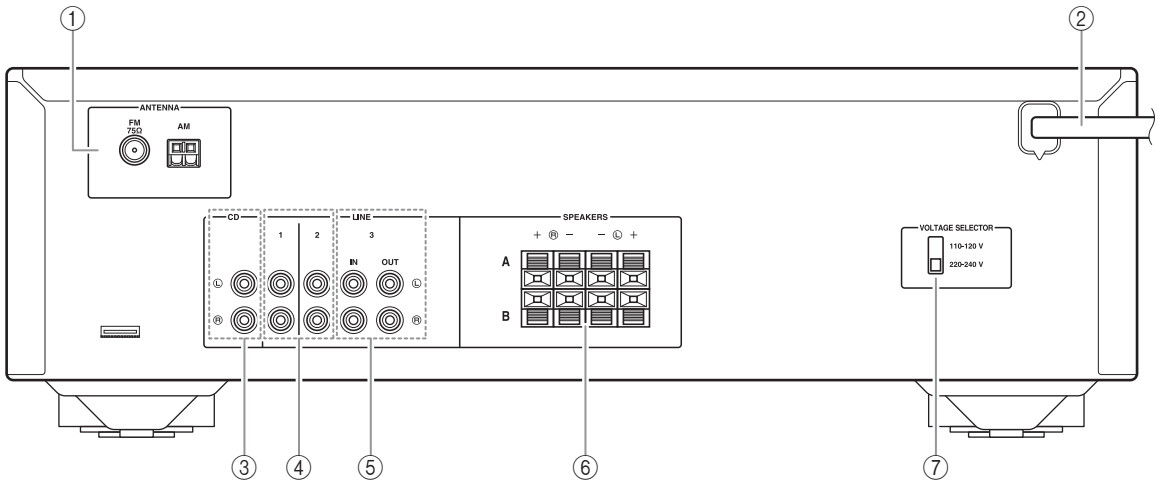 ① ②
ANTENNA
FM
75Ω
AM
CD
LINE
1 2 3
IN OUT
Ⓛ Ⓛ
Ⓡ Ⓡ
SPEAKERS
+ Ⓡ − − Ⓛ +
A
B
VOLTAGE SELECTOR
110-120 V
220-240 V
③ ④ ⑤ ⑥ ⑦